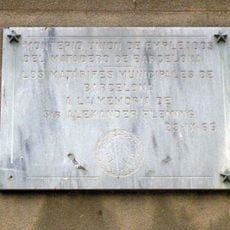 MONTEPIO UNION DE EMPLEADOS
DEL MATADERO DE BARCELONA
LOS MATARIFES MUNICIPALES DE
BARCELONA
A LA MEMORIA DE
SIR ALEXANDER FLEMING